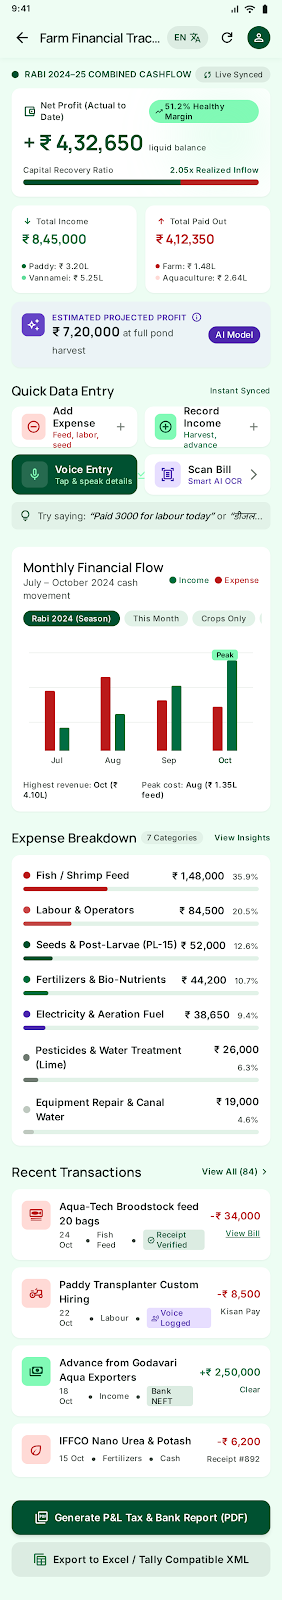 9:41
Farm Financial Trac...
EN
RABI 2024–25 COMBINED CASHFLOW
Live Synced
Net Profit (Actual to Date)
51.2% Healthy Margin
+₹ 4,32,650 liquid balance
Capital Recovery Ratio
2.05x Realized Inflow
Total Income
₹ 8,45,000
Paddy: ₹ 3.20L
Vannamei: ₹ 5.25L
Total Paid Out
₹ 4,12,350
Farm: ₹ 1.48L
Aquaculture: ₹ 2.64L
ESTIMATED PROJECTED PROFIT
₹ 7,20,000 at full pond
harvest
AI Model
Quick Data Entry
Instant Synced
Add
Expense
Feed, labor,
seed
Record
Income
Harvest,
advance
Voice Entry
Tap & speak details
Scan Bill
Smart AI OCR
Try saying: “Paid 3000 for labour today” or “डीजल...
Monthly Financial Flow
July – October 2024 cash
movement
Income
Expense
Rabi 2024 (Season)
This Month
Crops Only
Peak
Jul
Aug
Sep
Oct
Highest revenue: Oct (₹
4.10L)
Peak cost: Aug (₹ 1.35L
feed)
Expense Breakdown
7 Categories
View Insights
Fish / Shrimp Feed ₹ 1,48,000 35.9%
Labour & Operators ₹ 84,500 20.5%
Seeds & Post-Larvae (PL-15) ₹ 52,000 12.6%
Fertilizers & Bio-Nutrients ₹ 44,200 10.7%
Electricity & Aeration Fuel ₹ 38,650 9.4%
Pesticides & Water Treatment
(Lime)
₹ 26,000
6.3%
Equipment Repair & Canal
Water
₹ 19,000
4.6%
Recent Transactions
View All (84)
Aqua-Tech Broodstock feed
20 bags
24
Oct
Fish
Feed
Receipt
Verified
-₹ 34,000
View Bill
Paddy Transplanter Custom
Hiring
22
Oct
Labour
Voice
Logged
-₹ 8,500
Kisan Pay
Advance from Godavari
Aqua Exporters
18
Oct
Income
Bank
NEFT
+₹ 2,50,000
Clear
IFFCO Nano Urea & Potash
15 Oct • Fertilizers • Cash
-₹ 6,200
Receipt #892
Generate P&L Tax & Bank Report (PDF)
Export to Excel / Tally Compatible XML